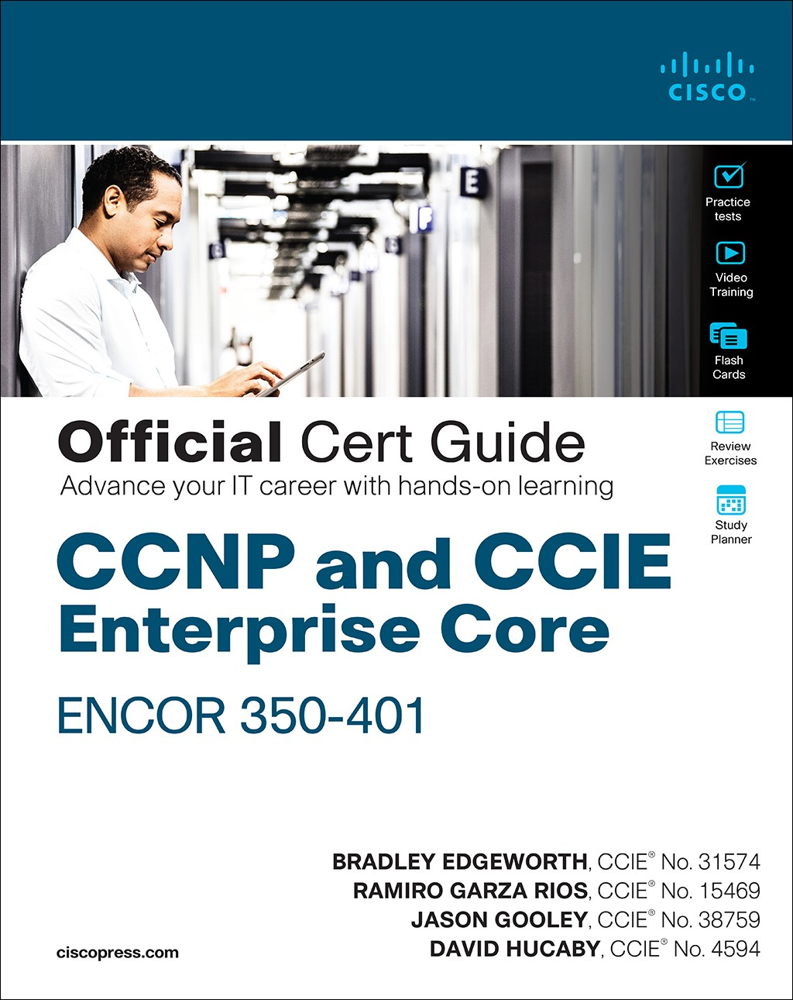 CISCO™
E
F
Practice
tests
Video
Training
Flash
Cards
Official Cert Guide
Advance your IT career with hands-on learning
Review
Exercises
Study
Planner
CCNP and CCIE
Enterprise Core
ENCOR 350-401
BRADLEY EDGEWORTH, CCIE® No. 31574
RAMIRO GARZA RIOS, CCIE® No. 15469
JASON GOOLEY, CCIE® No. 38759
DAVID HUCABY, CCIE® No. 4594
ciscopress.com